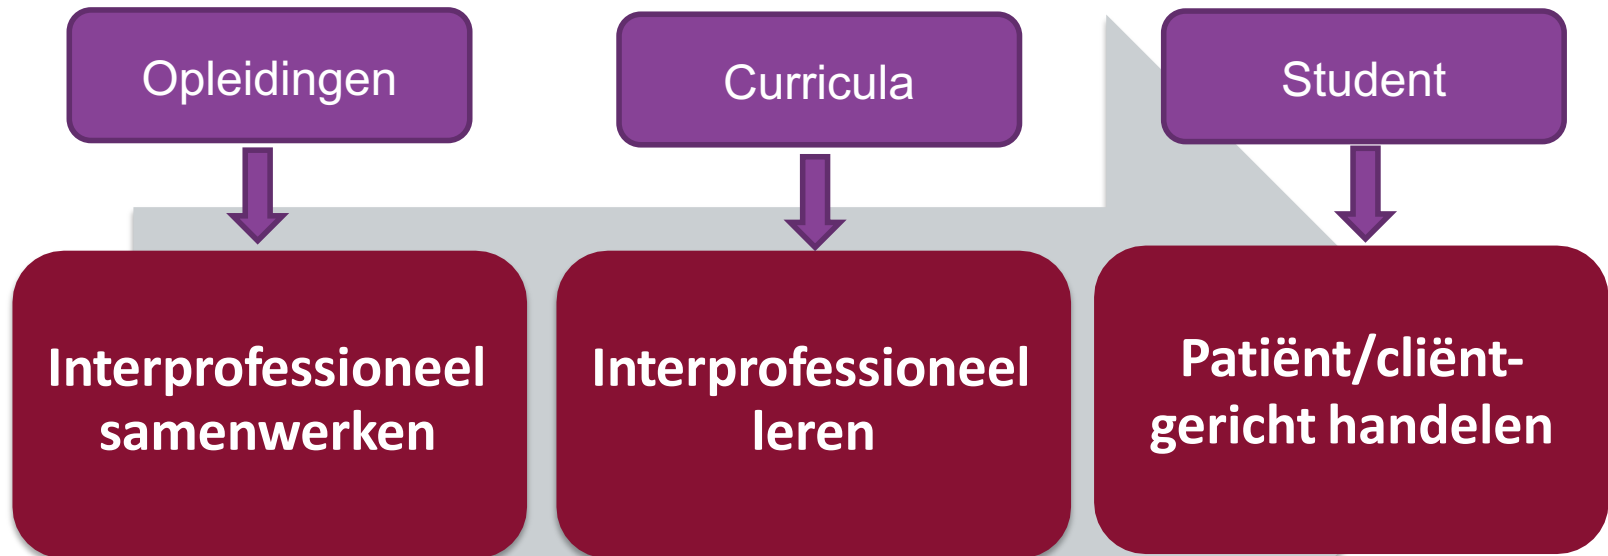 Opleidingen
Curricula
Student
Interprofessioneel
samenwerken
Interprofessioneel
leren
Patiënt/cliënt-
gericht handelen